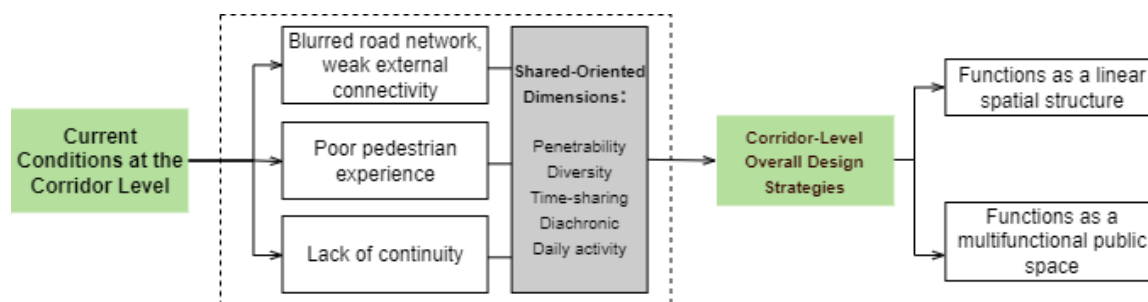 Current
Conditions at the
Corridor Level
Blurred road network,
weak external
connectivity
Poor pedestrian
experience
Lack of continuity
Shared-Oriented
Dimensions:
Penetrability
Diversity
Time-sharing
Diachronic
Daily activity
Corridor-Level
Overall Design
Strategies
Functions as a linear
spatial structure
Functions as a
multifunctional public
space